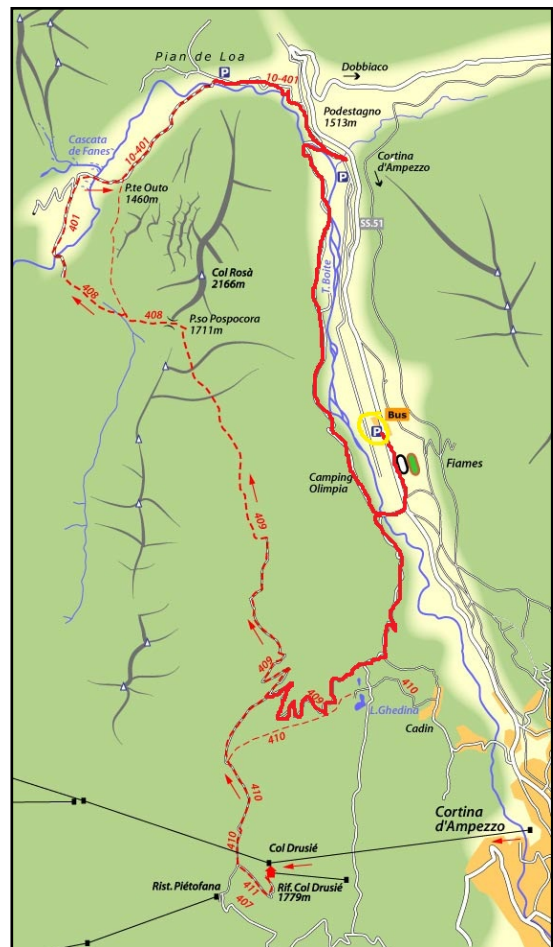 Pian de Loa
P
10-401
Dobbiaco
Podestagno
1513m
Cascata
de Fanes
10-401
Cortina
d'Ampezzo
P
P.te Outo
1460m
401
SS.51
Col Rosà
2166m
T. Boite
408
408
P.so Pospocora
1711m
Bus
P
Fiames
Camping
Olimpia
409
409
409
410
L.Ghedina
410
Cadin
410
410
Cortina
d'Ampezzo
Col Drusié
Rist. Piétofana
411
Rif. Col Drusié
1779m
407